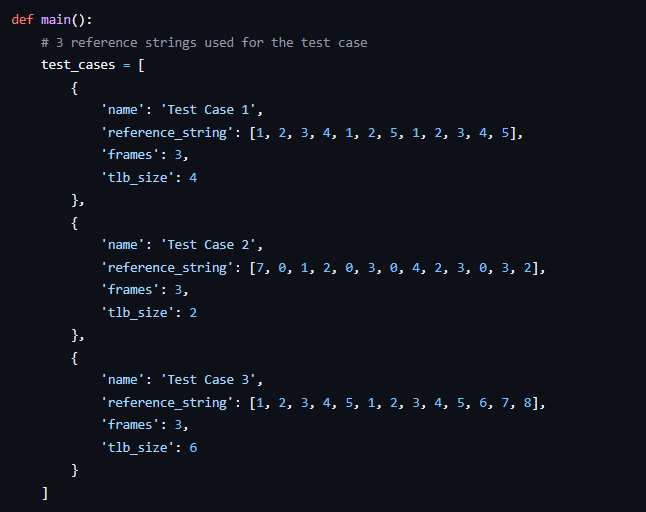 def main():
    # 3 reference strings used for the test case
    test_cases = [
        {
            'name': 'Test Case 1',
            'reference_string': [1, 2, 3, 4, 1, 2, 5, 1, 2, 3, 4, 5],
            'frames': 3,
            'tlb_size': 4
        },
        {
            'name': 'Test Case 2',
            'reference_string': [7, 0, 1, 2, 0, 3, 0, 4, 2, 3, 0, 3, 2],
            'frames': 3,
            'tlb_size': 2
        },
        {
            'name': 'Test Case 3',
            'reference_string': [1, 2, 3, 4, 5, 1, 2, 3, 4, 5, 6, 7, 8],
            'frames': 3,
            'tlb_size': 6
        }
    ]